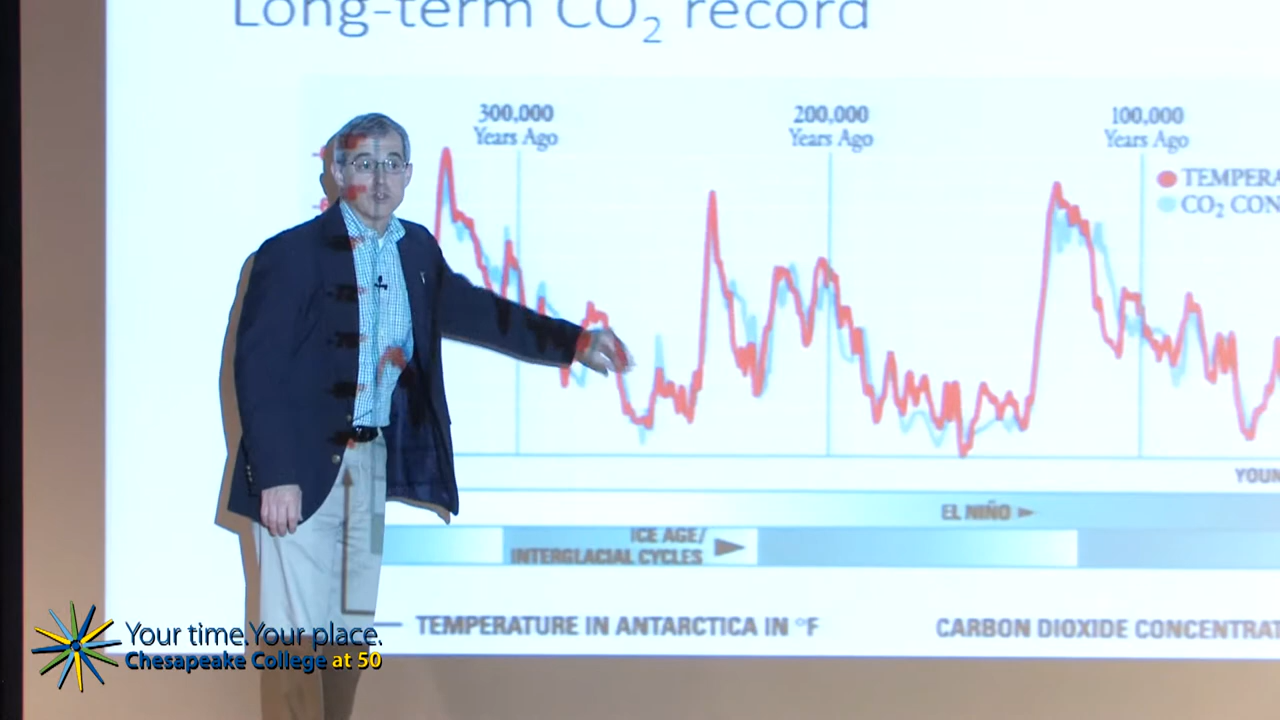 Long-term CO₂ record
300,000
Years Ago
200,000
Years Ago
100,000
Years Ago
TEMPERA
CO₂ CON
YOUN
EL NIÑO
ICE AGE/
INTERGLACIAL CYCLES
TEMPERATURE IN ANTARCTICA IN °F
CARBON DIOXIDE CONCENTRAT
Your time. Your place.
Chesapeake College at 50